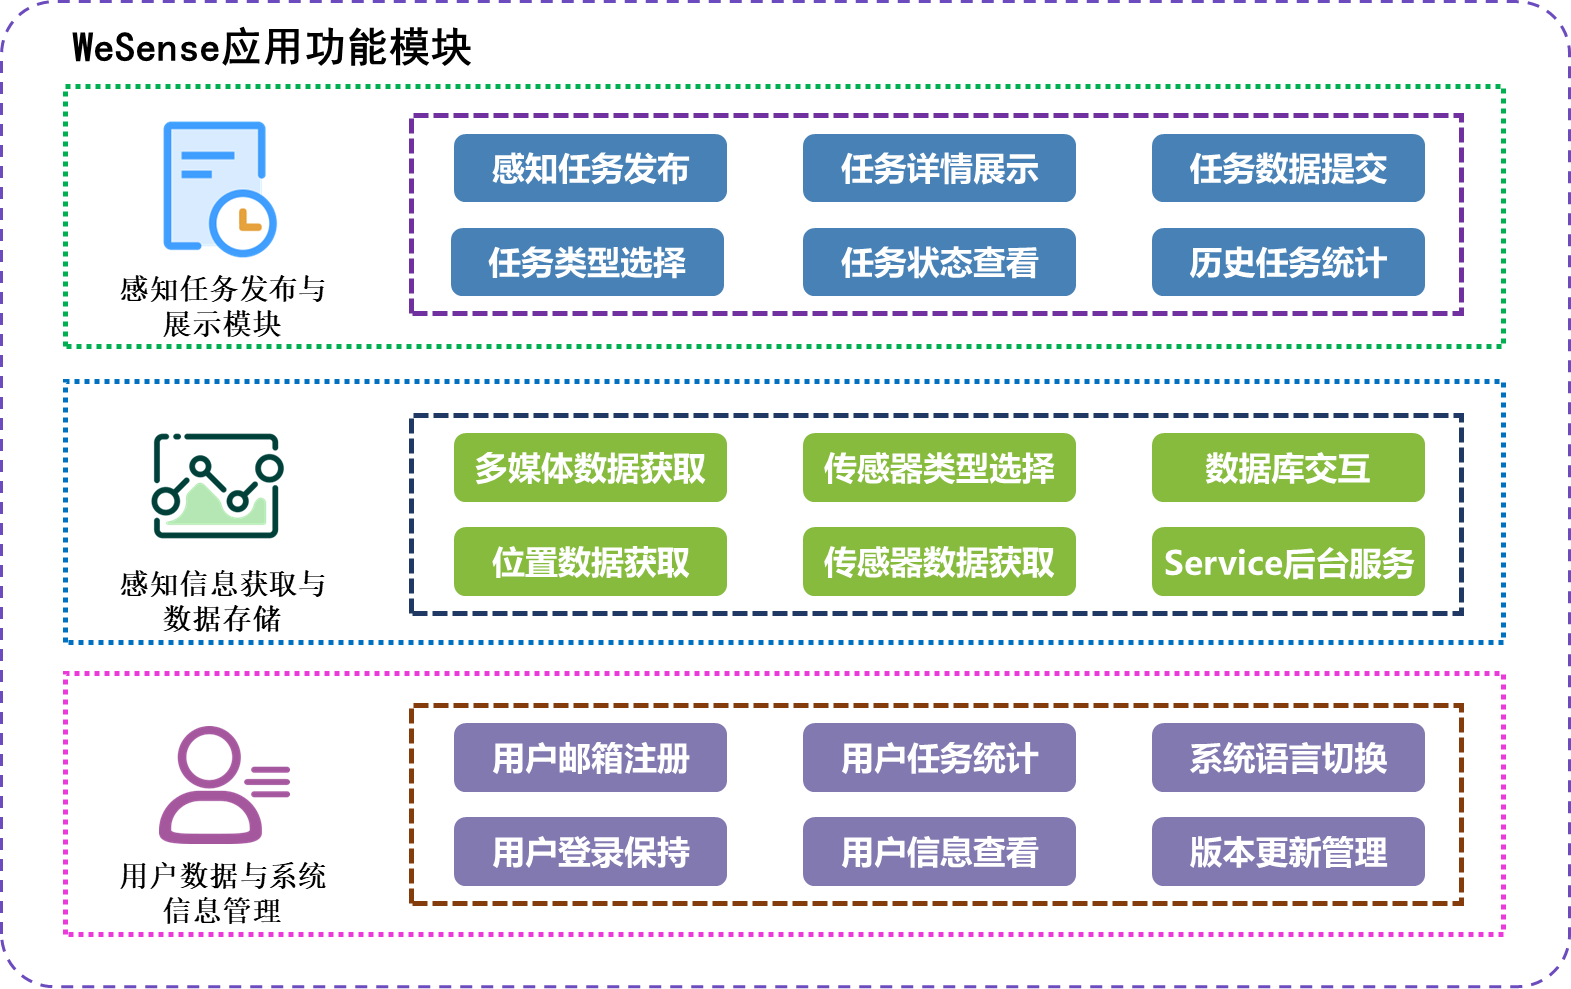 WeSense应用功能模块
感知任务发布
任务详情展示
任务数据提交
任务类型选择
任务状态查看
历史任务统计
感知任务发布与
展示模块
多媒体数据获取
传感器类型选择
数据库交互
位置数据获取
传感器数据获取
Service后台服务
感知信息获取与
数据存储
用户邮箱注册
用户任务统计
系统语言切换
用户登录保持
用户信息查看
版本更新管理
用户数据与系统
信息管理